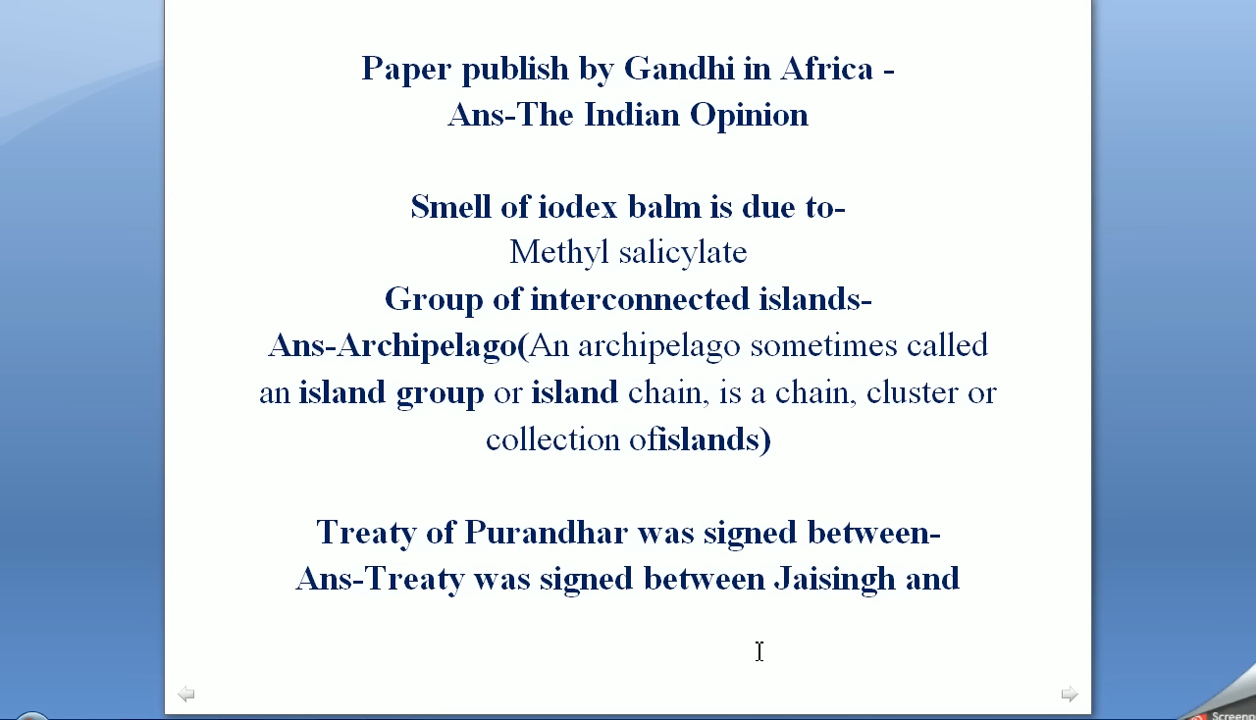 Paper publish by Gandhi in Africa -
Ans-The Indian Opinion
Smell of iodex balm is due to-
Methyl salicylate
Group of interconnected islands-
Ans-Archipelago(An archipelago sometimes called
an island group or island chain, is a chain, cluster or
collection ofislands)
Treaty of Purandhar was signed between-
Ans-Treaty was signed between Jaisingh and